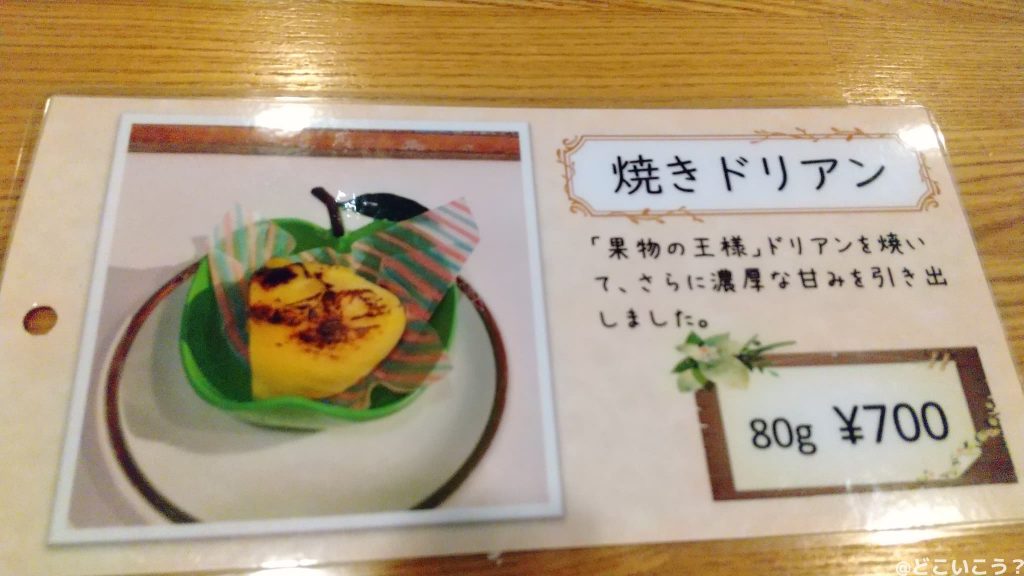 焼きドリアン
「果物の王様」ドリアンを焼い
て、さらに濃厚な甘みを引き出
しました。
80g ¥700
@どこいこう？